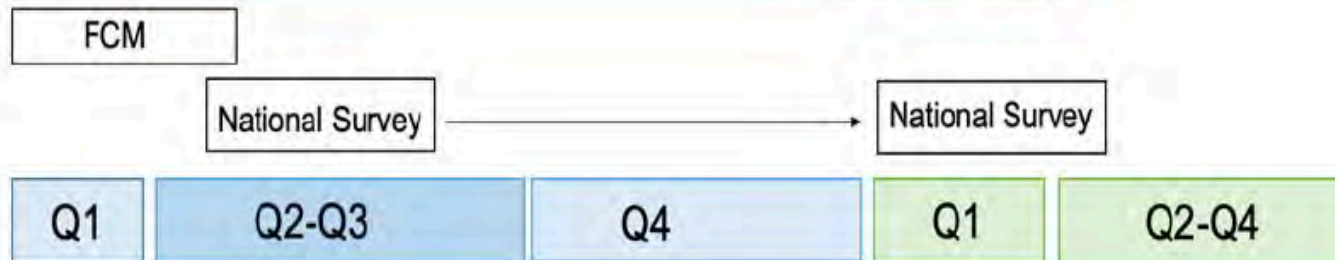 FCM
National Survey
National Survey
Q1
Q2-Q3
Q4
Q1
Q2-Q4